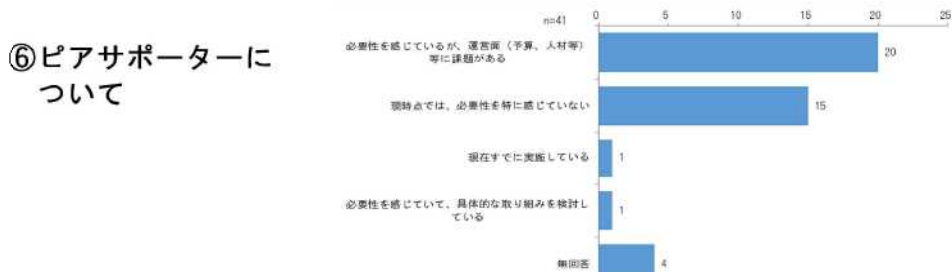 ⑥ピアサポーターに
ついて
n=41
0 5 10 15 20 25
必要性を感じているが、運営面（予算、人材等）
等に課題がある
20
現時点では、必要性を特に感じていない
15
現在すでに実施している
1
必要性を感じていて、具体的な取り組みを検討し
ている
1
無回答
4